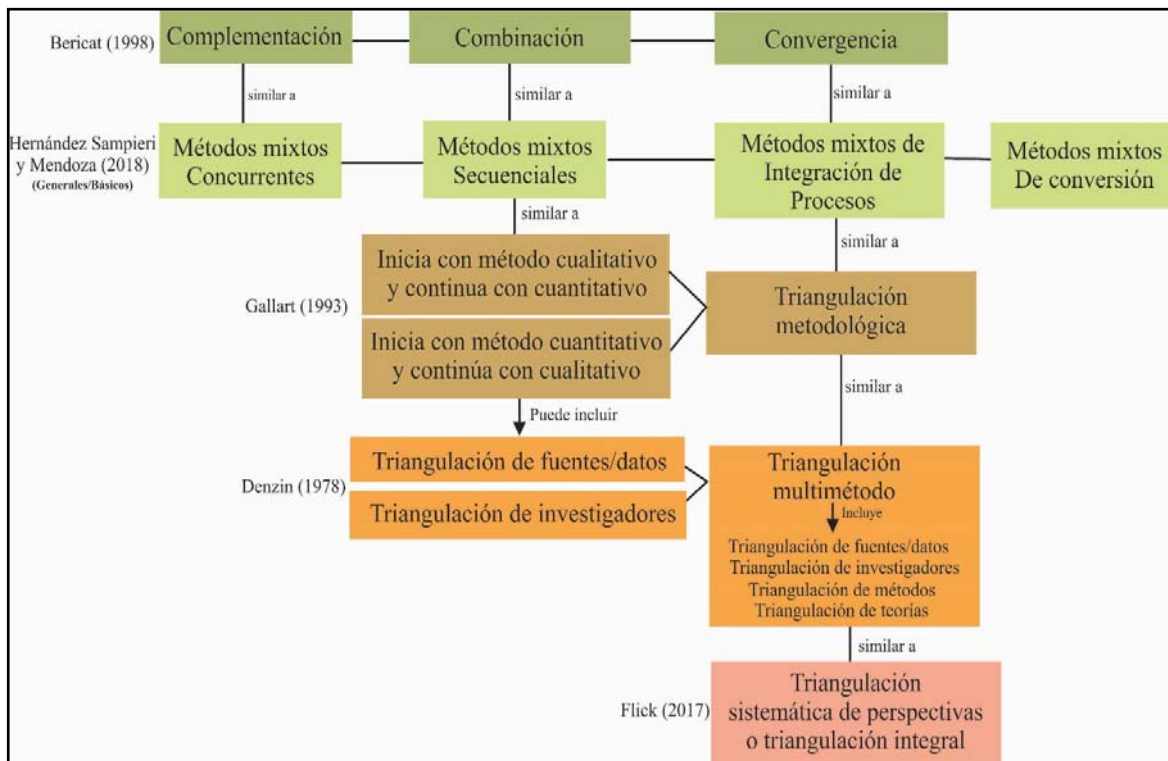 Bericat (1998)
Complementación
Combinación
Convergencia
similar a
similar a
similar a
Hernández Sampieri
y Mendoza (2018)
(Generales/Básicos)
Métodos mixtos
Concurrentes
Métodos mixtos
Secuenciales
Métodos mixtos de
Integración de
Procesos
Métodos mixtos
De conversión
similar a
similar a
Gallart (1993)
Inicia con método cualitativo
y continua con cuantitativo
Inicia con método cuantitativo
y continúa con cualitativo
Triangulación
metodológica
Puede incluir
similar a
Denzin (1978)
Triangulación de fuentes/datos
Triangulación de investigadores
Triangulación
multimétodo
Incluye
Triangulación de fuentes/datos
Triangulación de investigadores
Triangulación de métodos
Triangulación de teorías
similar a
Flick (2017)
Triangulación
sistemática de perspectivas
o triangulación integral